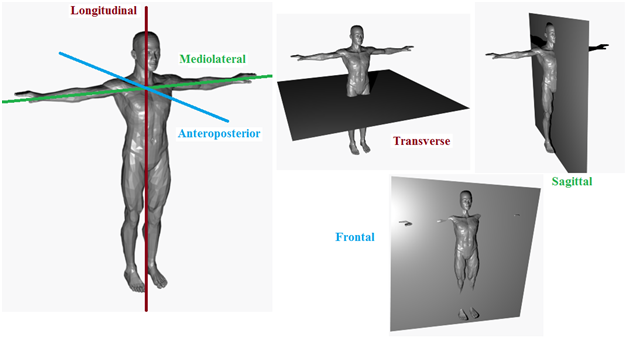 Longitudinal
Mediolateral
Anteroposterior
Transverse
Sagittal
Frontal